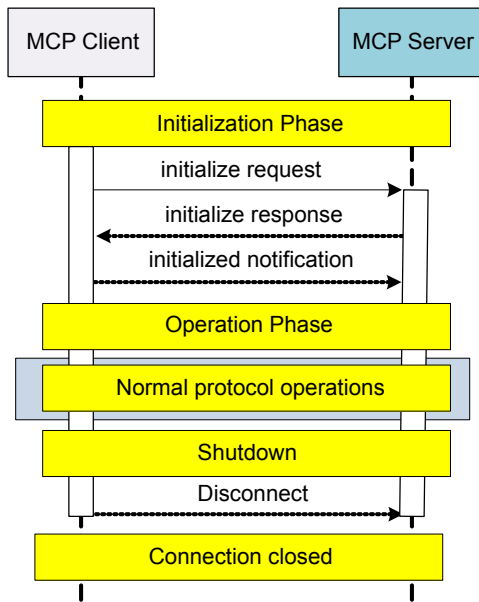 MCP Client
MCP Server
Initialization Phase
initialize request
initialize response
initialized notification
Operation Phase
Normal protocol operations
Shutdown
Disconnect
Connection closed